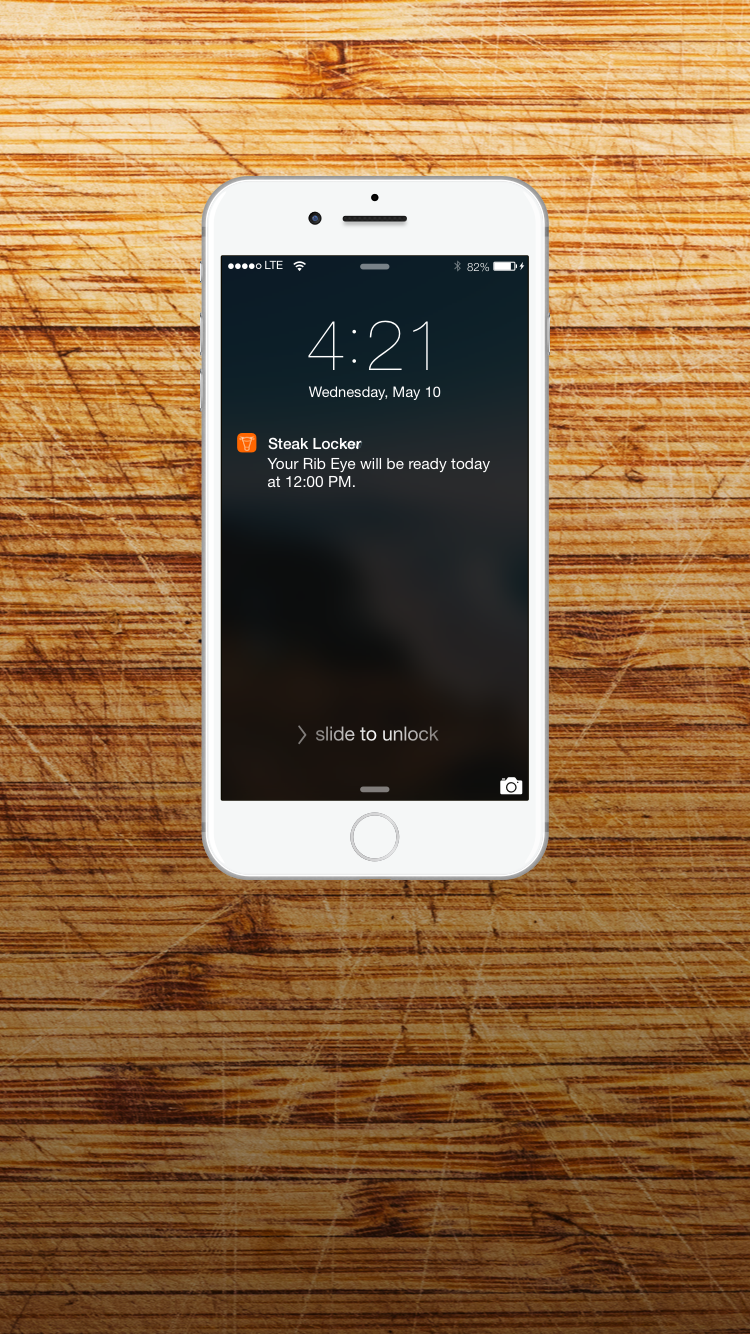 LTE 82%
4:21
Wednesday, May 10
Steak Locker
Your Rib Eye will be ready today
at 12:00 PM.
slide to unlock